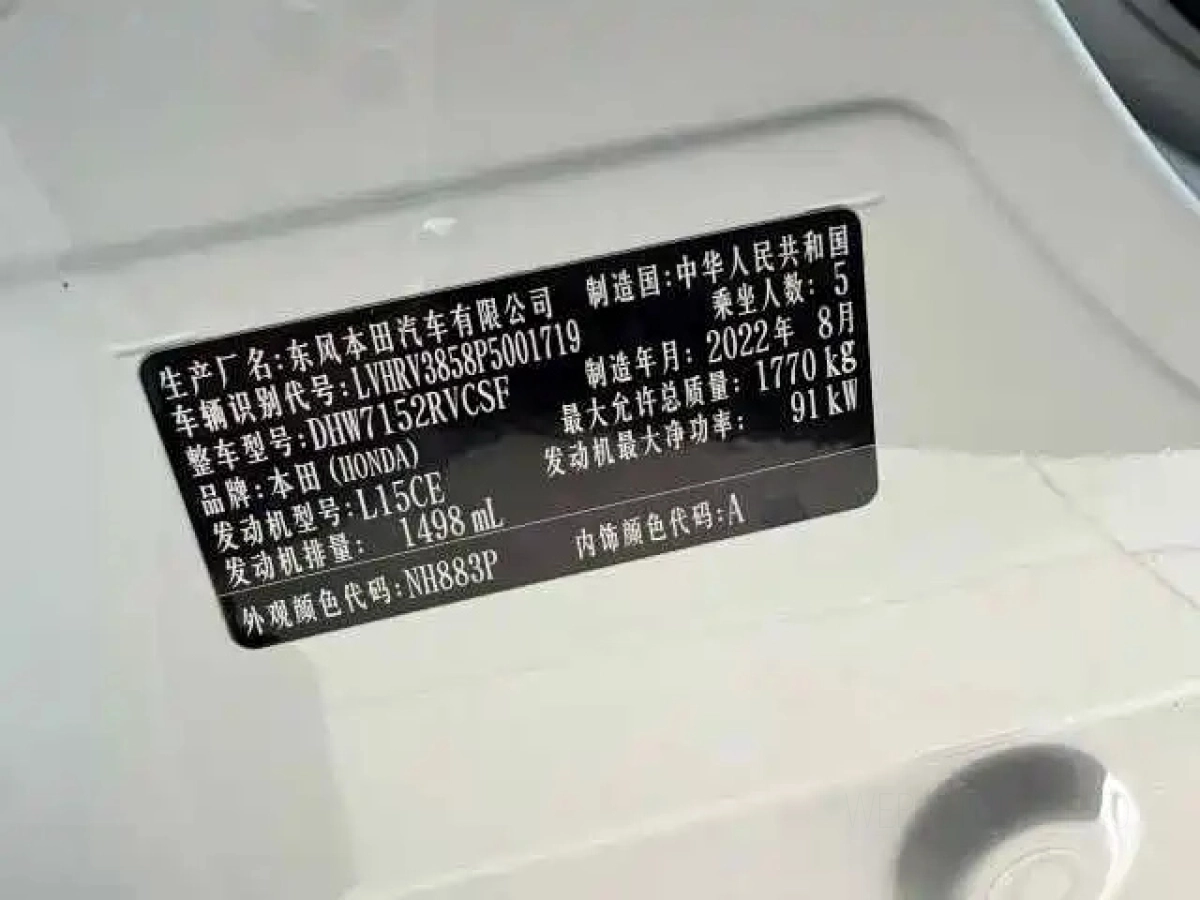 生产厂名:东风本田汽车有限公司 制造国:中华人民共和国
车辆识别代号:LVHRV3858P5001719 乘坐人数: 5
整车型号:DHW7152RVCSF 制造年月: 2022年 8月
品牌:本田(HONDA) 最大允许总质量: 1770 kg
发动机型号:L15CE 发动机最大净功率: 91 kW
发动机排量: 1498 mL
外观颜色代码:NH883P 内饰颜色代码:A